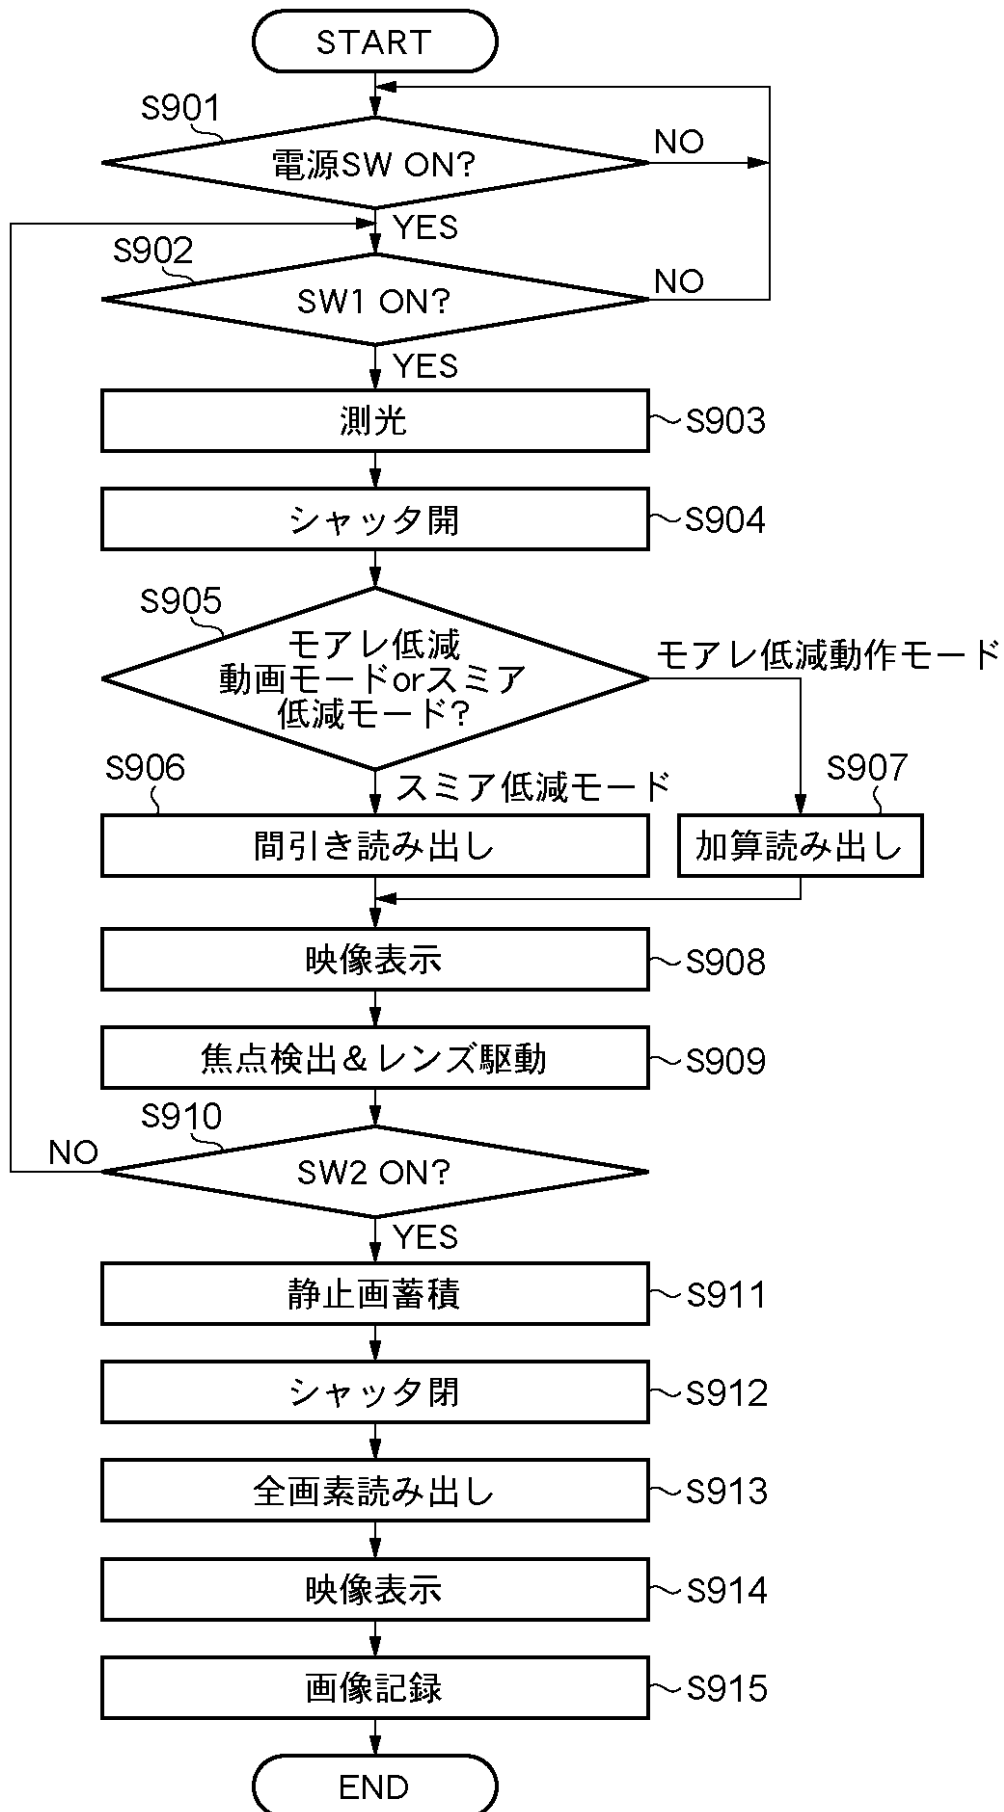 START
S901
電源SW ON?
NO
YES
S902
SW1 ON?
NO
YES
測光
S903
シャッタ開
S904
S905
モアレ低減
動画モードorスミア
低減モード?
モアレ低減動作モード
スミア低減モード
S906
間引き読み出し
S907
加算読み出し
映像表示
S908
焦点検出&レンズ駆動
S909
S910
SW2 ON?
NO
YES
静止画蓄積
S911
シャッタ閉
S912
全画素読み出し
S913
映像表示
S914
画像記録
S915
END